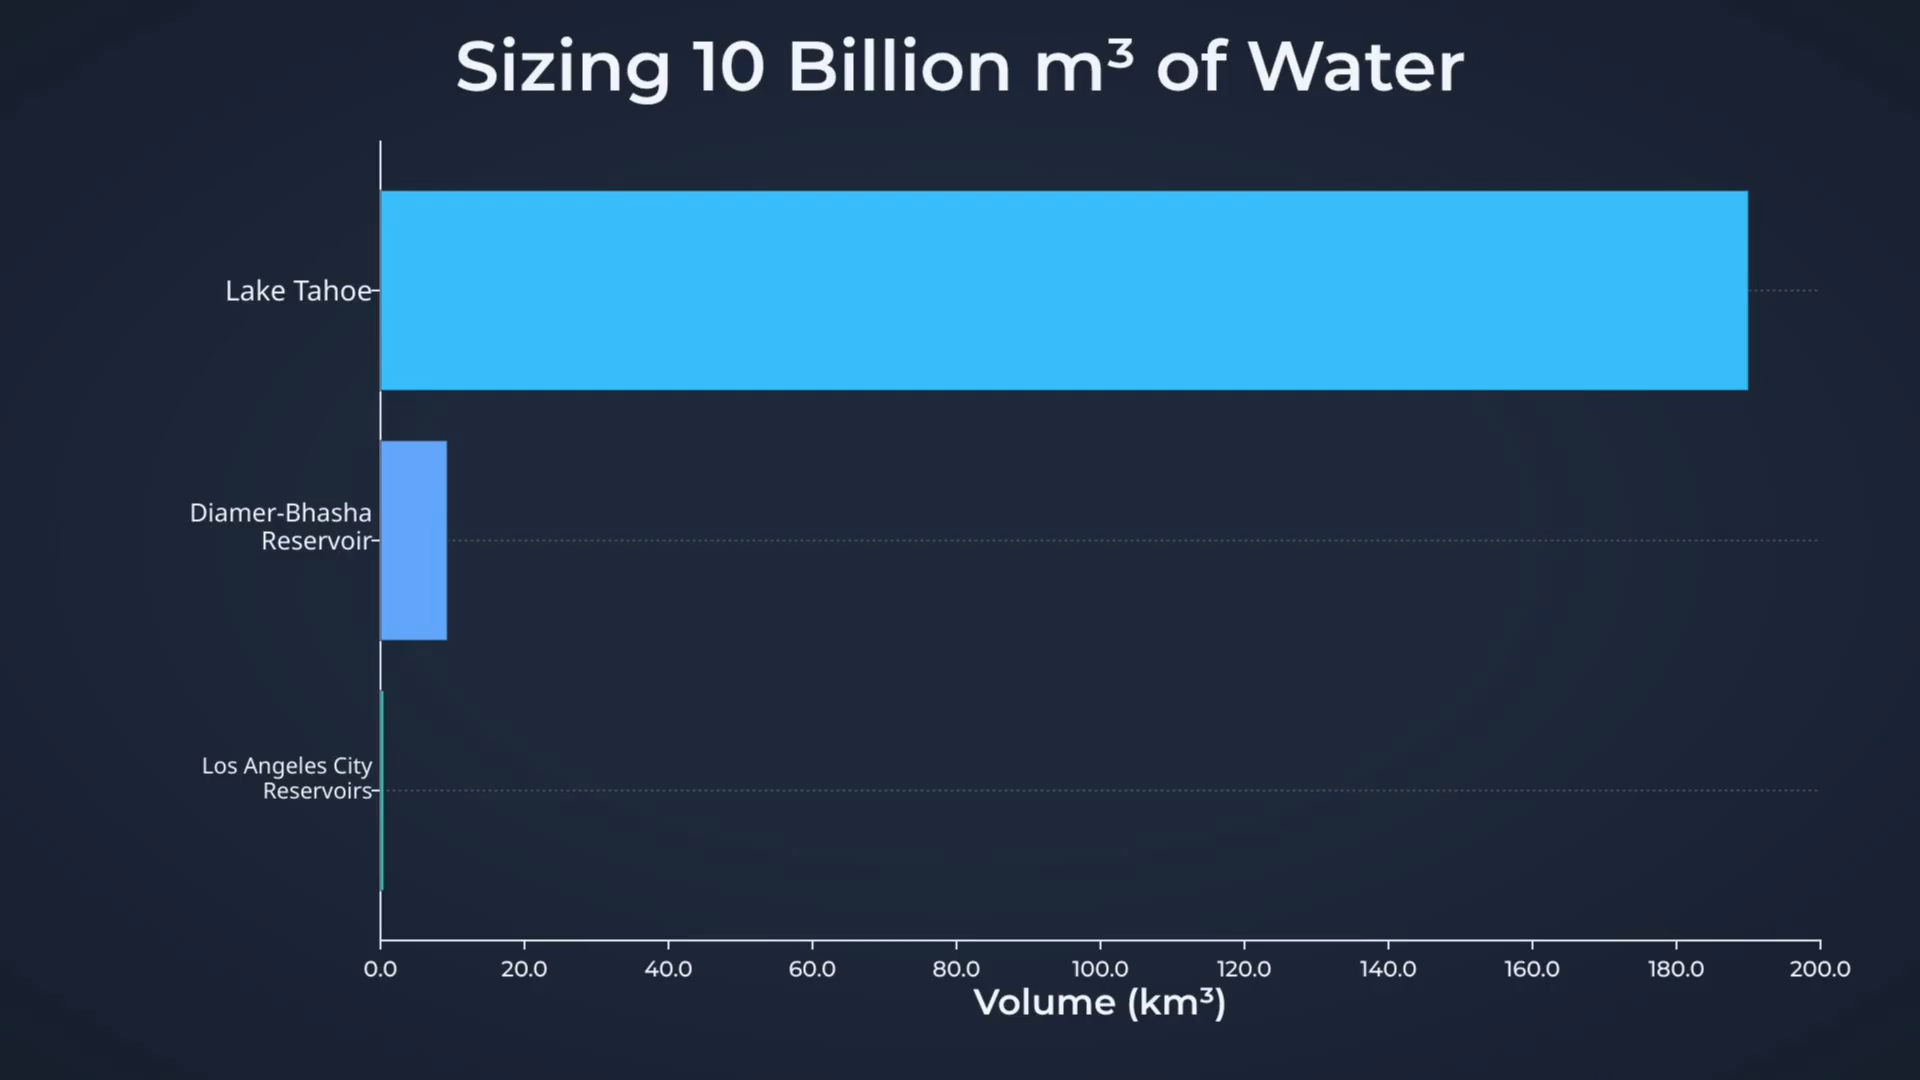 Sizing 10 Billion m³ of Water
Lake Tahoe
Diamer-Bhasha
Reservoir
Los Angeles City
Reservoirs
0.0 20.0 40.0 60.0 80.0 100.0 120.0 140.0 160.0 180.0 200.0
Volume (km³)